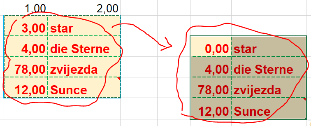 1,00 2,00
3,00 star
4,00 die Sterne
78,00 zvijezda
12,00 Sunce
0,00 star
4,00 die Sterne
78,00 zvijezda
12,00 Sunce